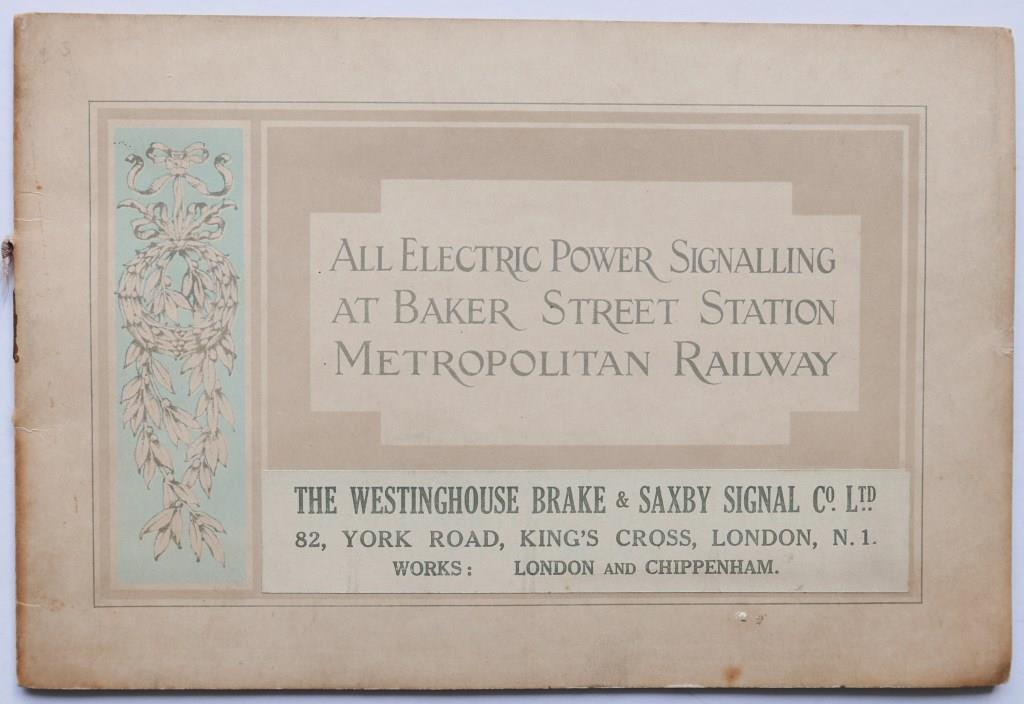 ALL ELECTRIC POWER SIGNALLING
AT BAKER STREET STATION
METROPOLITAN RAILWAY
THE WESTINGHOUSE BRAKE & SAXBY SIGNAL Co. LTD
82, YORK ROAD, KING'S CROSS, LONDON, N.1.
WORKS: LONDON AND CHIPPENHAM.